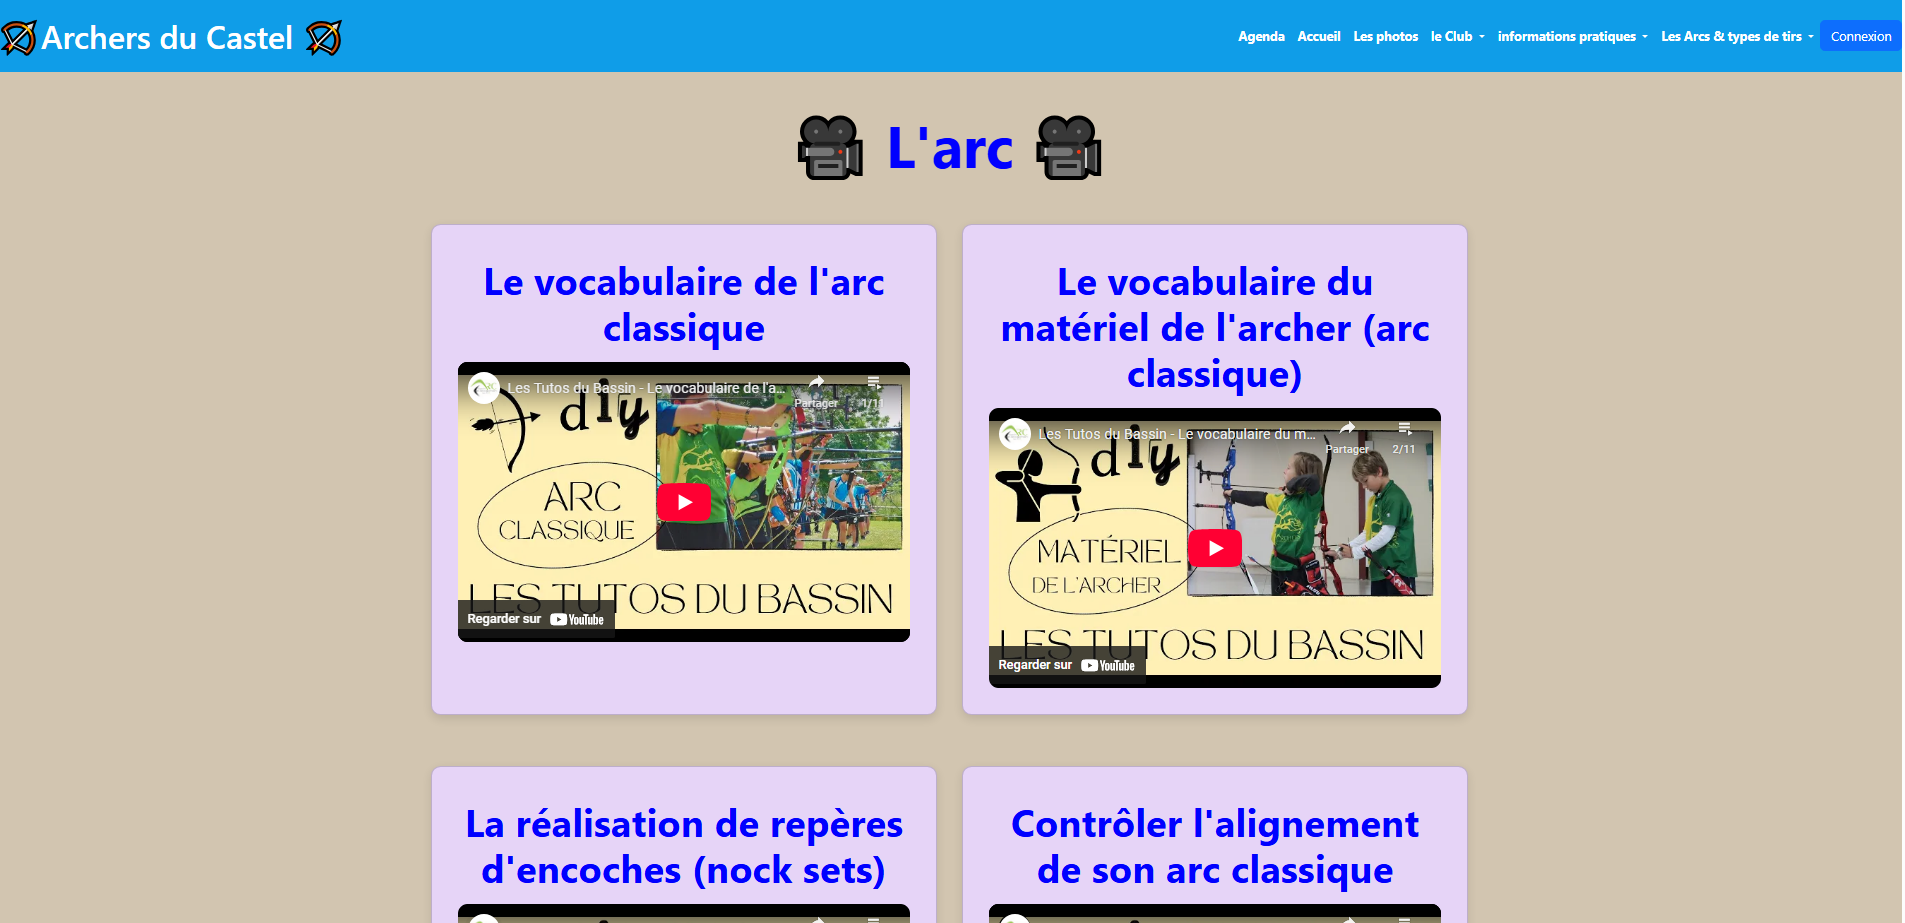 Archers du Castel
Agenda Accueil Les photos le Club informations pratiques Les Arcs & types de tirs Connexion
L'arc
Le vocabulaire de l'arc
classique
Les Tutos du Bassin - Le vocabulaire de l'a...
Partager
1/11
diy
ARC
CLASSIQUE
LES TUTOS DU BASSIN
Regarder sur YouTube
Le vocabulaire du
matériel de l'archer (arc
classique)
Les Tutos du Bassin - Le vocabulaire du m...
Partager
2/11
diy
MATÉRIEL
DE L'ARCHER
LES TUTOS DU BASSIN
Regarder sur YouTube
La réalisation de repères
d'encoches (nock sets)
Contrôler l'alignement
de son arc classique